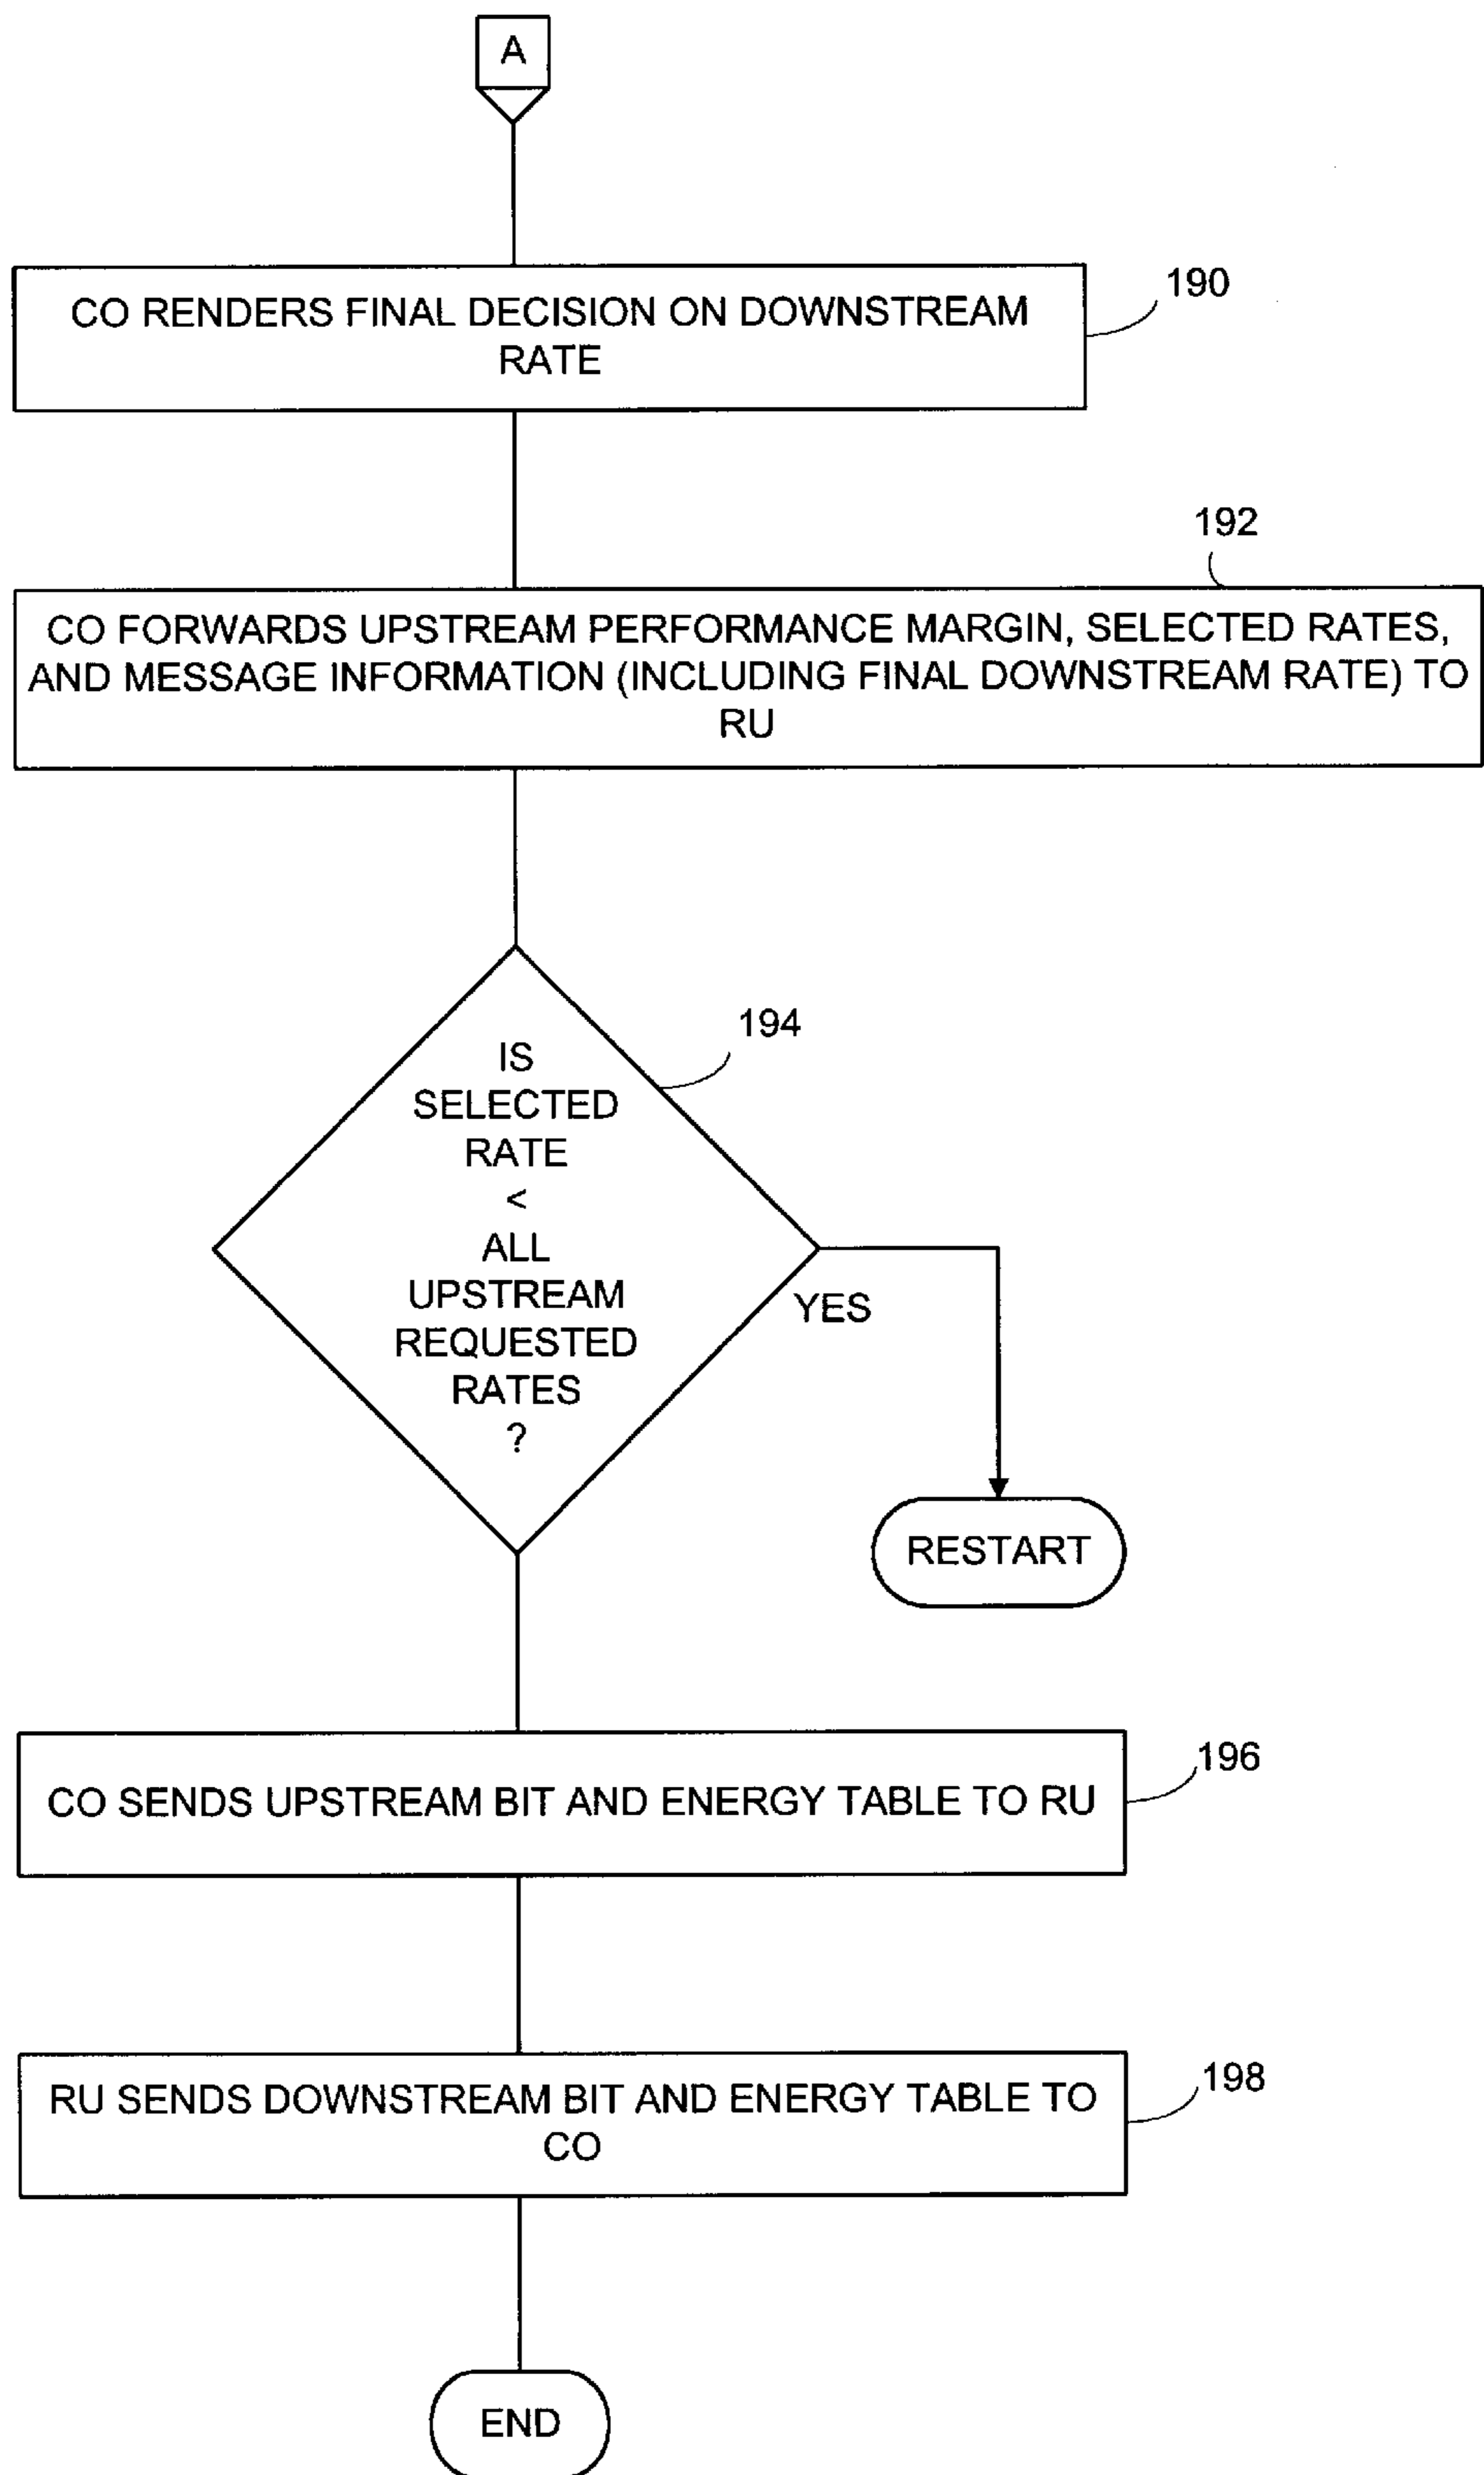 A
CO RENDERS FINAL DECISION ON DOWNSTREAM
RATE
190
192
CO FORWARDS UPSTREAM PERFORMANCE MARGIN, SELECTED RATES,
AND MESSAGE INFORMATION (INCLUDING FINAL DOWNSTREAM RATE) TO
RU
194
IS
SELECTED
RATE
<
ALL
UPSTREAM
REQUESTED
RATES
?
YES
RESTART
CO SENDS UPSTREAM BIT AND ENERGY TABLE TO RU
196
RU SENDS DOWNSTREAM BIT AND ENERGY TABLE TO
CO
198
END